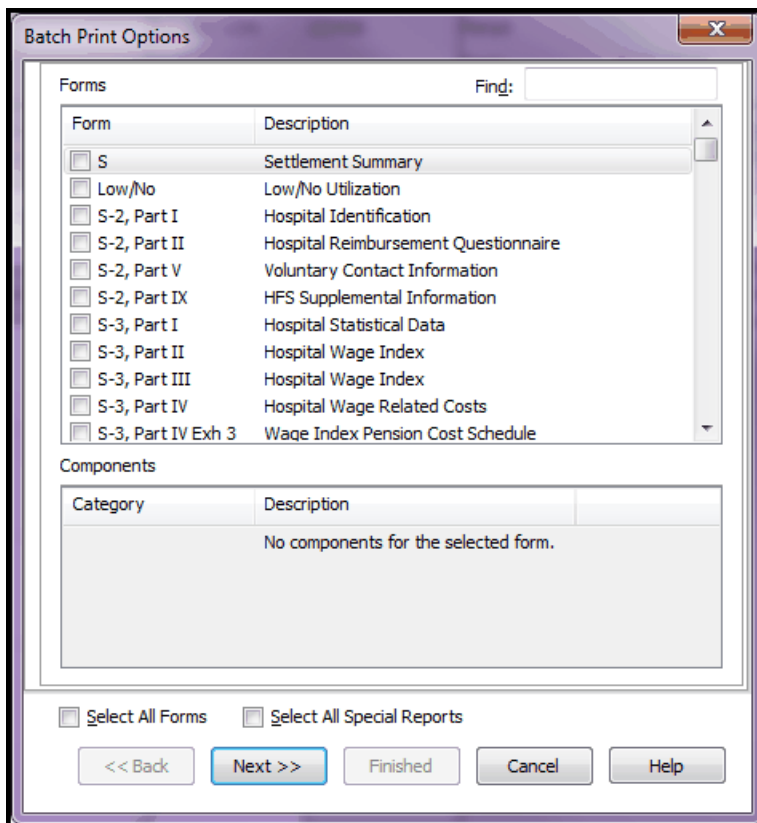 Batch Print Options
Forms Find:
Form Description
S Settlement Summary
Low/No Low/No Utilization
S-2, Part I Hospital Identification
S-2, Part II Hospital Reimbursement Questionnaire
S-2, Part V Voluntary Contact Information
S-2, Part IX HFS Supplemental Information
S-3, Part I Hospital Statistical Data
S-3, Part II Hospital Wage Index
S-3, Part III Hospital Wage Index
S-3, Part IV Hospital Wage Related Costs
S-3, Part IV Exh 3 Wage Index Pension Cost Schedule
Components
Category Description
No components for the selected form.
Select All Forms Select All Special Reports
<< Back Next >> Finished Cancel Help